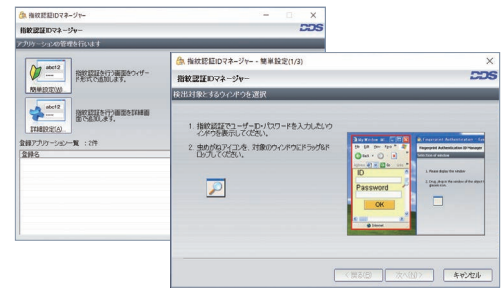 指紋認証IDマネージャー
指紋認証IDマネージャー
DDS
アプリケーションの管理を行います
abc12
簡単設定(W)...
指紋認証を行う画面をウィザー
ド形式で追加します。
abc12
詳細設定(A)...
指紋認証を行う画面を詳細画
面で追加します。
登録アプリケーション一覧 : 2件
登録名
指紋認証IDマネージャー - 簡単設定(1/3)
指紋認証IDマネージャー
DDS
検出対象とするウィンドウを選択
1. 指紋認証でユーザーID・パスワードを入力したいウ
ィンドウを表示してください。
2. 虫めがねアイコンを、対象のウィンドウにドラッグ&ド
ロップしてください。
ID
Password
OK
Fingerprint Authentication ID Manager
1. Please display the window
< 戻る(B)
次へ(N) >
キャンセル